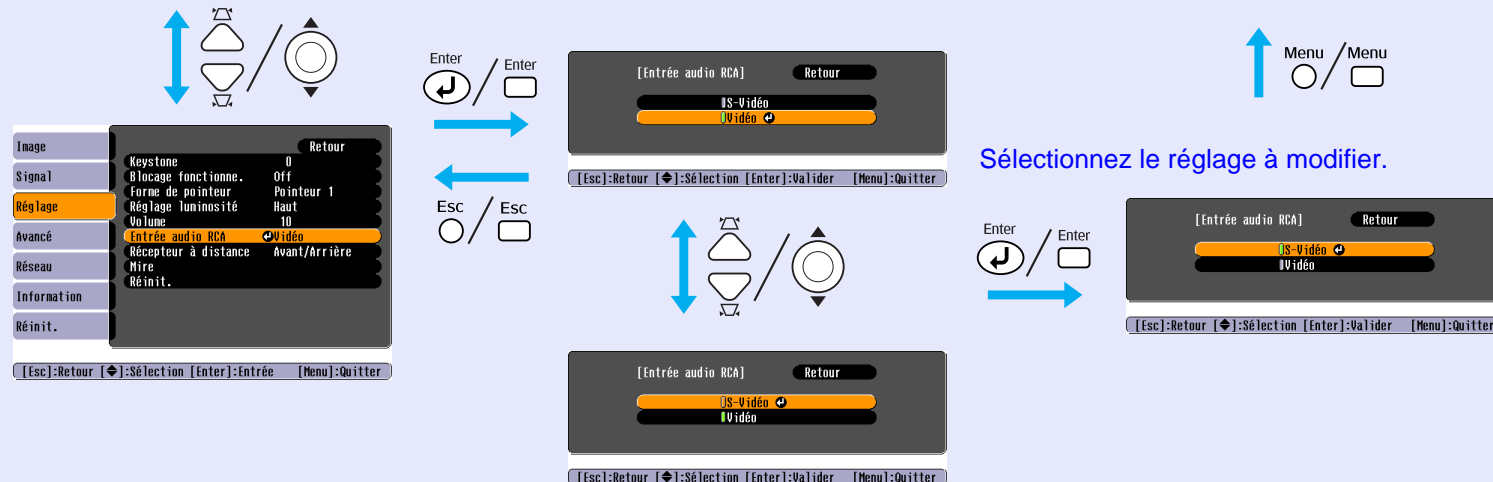 Enter
Enter
Esc
Esc
Image
Signal
Réglage
Avancé
Réseau
Information
Réinit.
Retour
Keystone 0
Blocage fonctionne. Off
Forme de pointeur Pointeur 1
Réglage luminosité Haut
Volume 10
Entrée audio RCA Vidéo
Récepteur à distance Avant/Arrière
Mire
Réinit.
[Esc]:Retour [◆]:Sélection [Enter]:Entrée [Menu]:Quitter
[Entrée audio RCA] Retour
S-Vidéo
Vidéo
[Esc]:Retour [◆]:Sélection [Enter]:Valider [Menu]:Quitter
[Entrée audio RCA] Retour
S-Vidéo
Vidéo
[Esc]:Retour [◆]:Sélection [Enter]:Valider [Menu]:Quitter
Menu
Menu
Sélectionnez le réglage à modifier.
Enter
Enter
[Entrée audio RCA] Retour
S-Vidéo
Vidéo
[Esc]:Retour [◆]:Sélection [Enter]:Valider [Menu]:Quitter